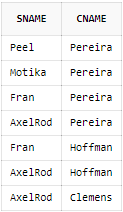 SNAME CNAME
Peel Pereira
Motika Pereira
Fran Pereira
AxelRod Pereira
Fran Hoffman
AxelRod Hoffman
AxelRod Clemens